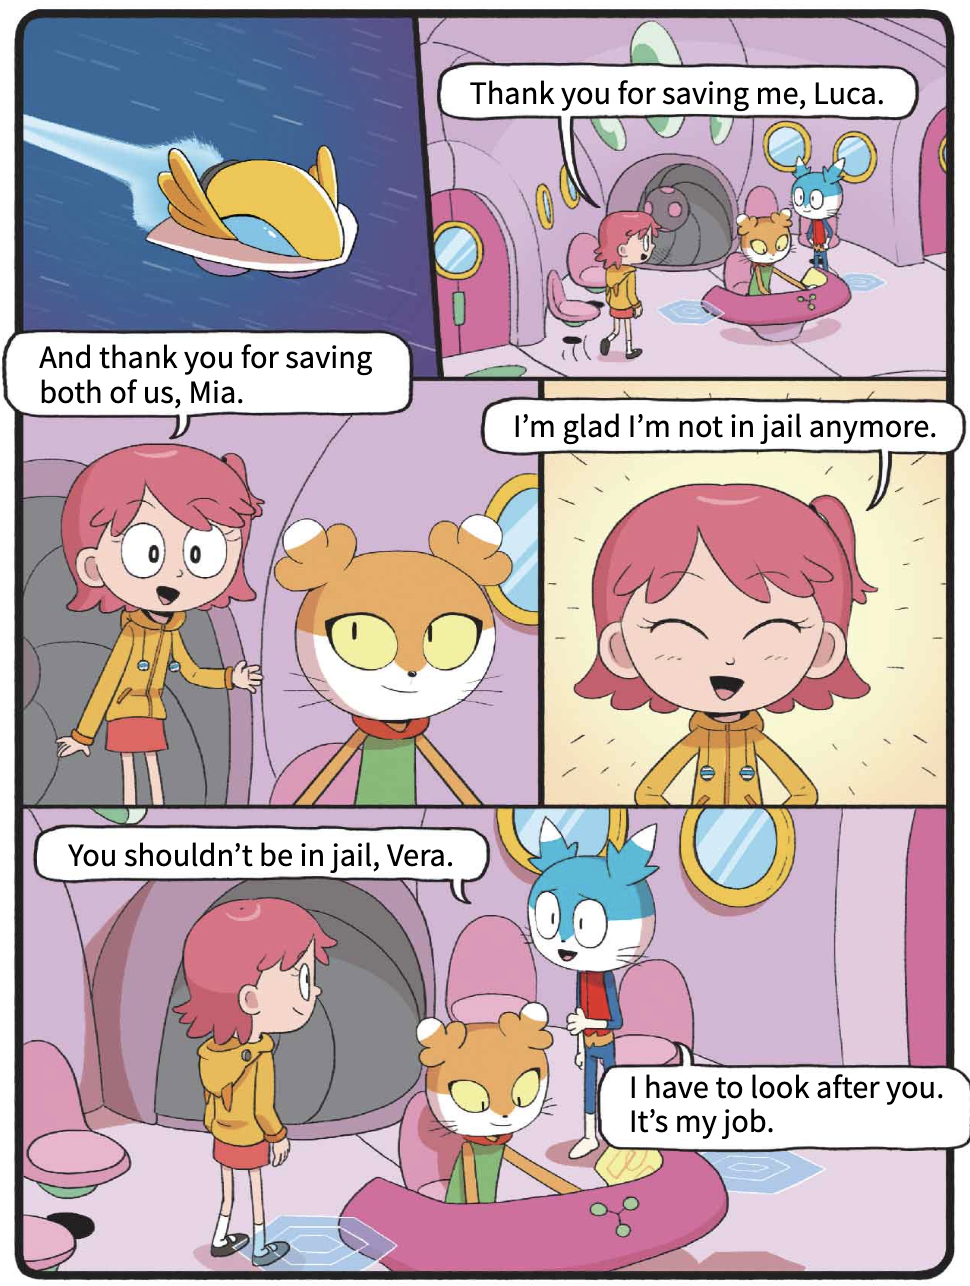 Thank you for saving me, Luca.
And thank you for saving
both of us, Mia.
I'm glad I'm not in jail anymore.
You shouldn't be in jail, Vera.
I have to look after you.
It's my job.